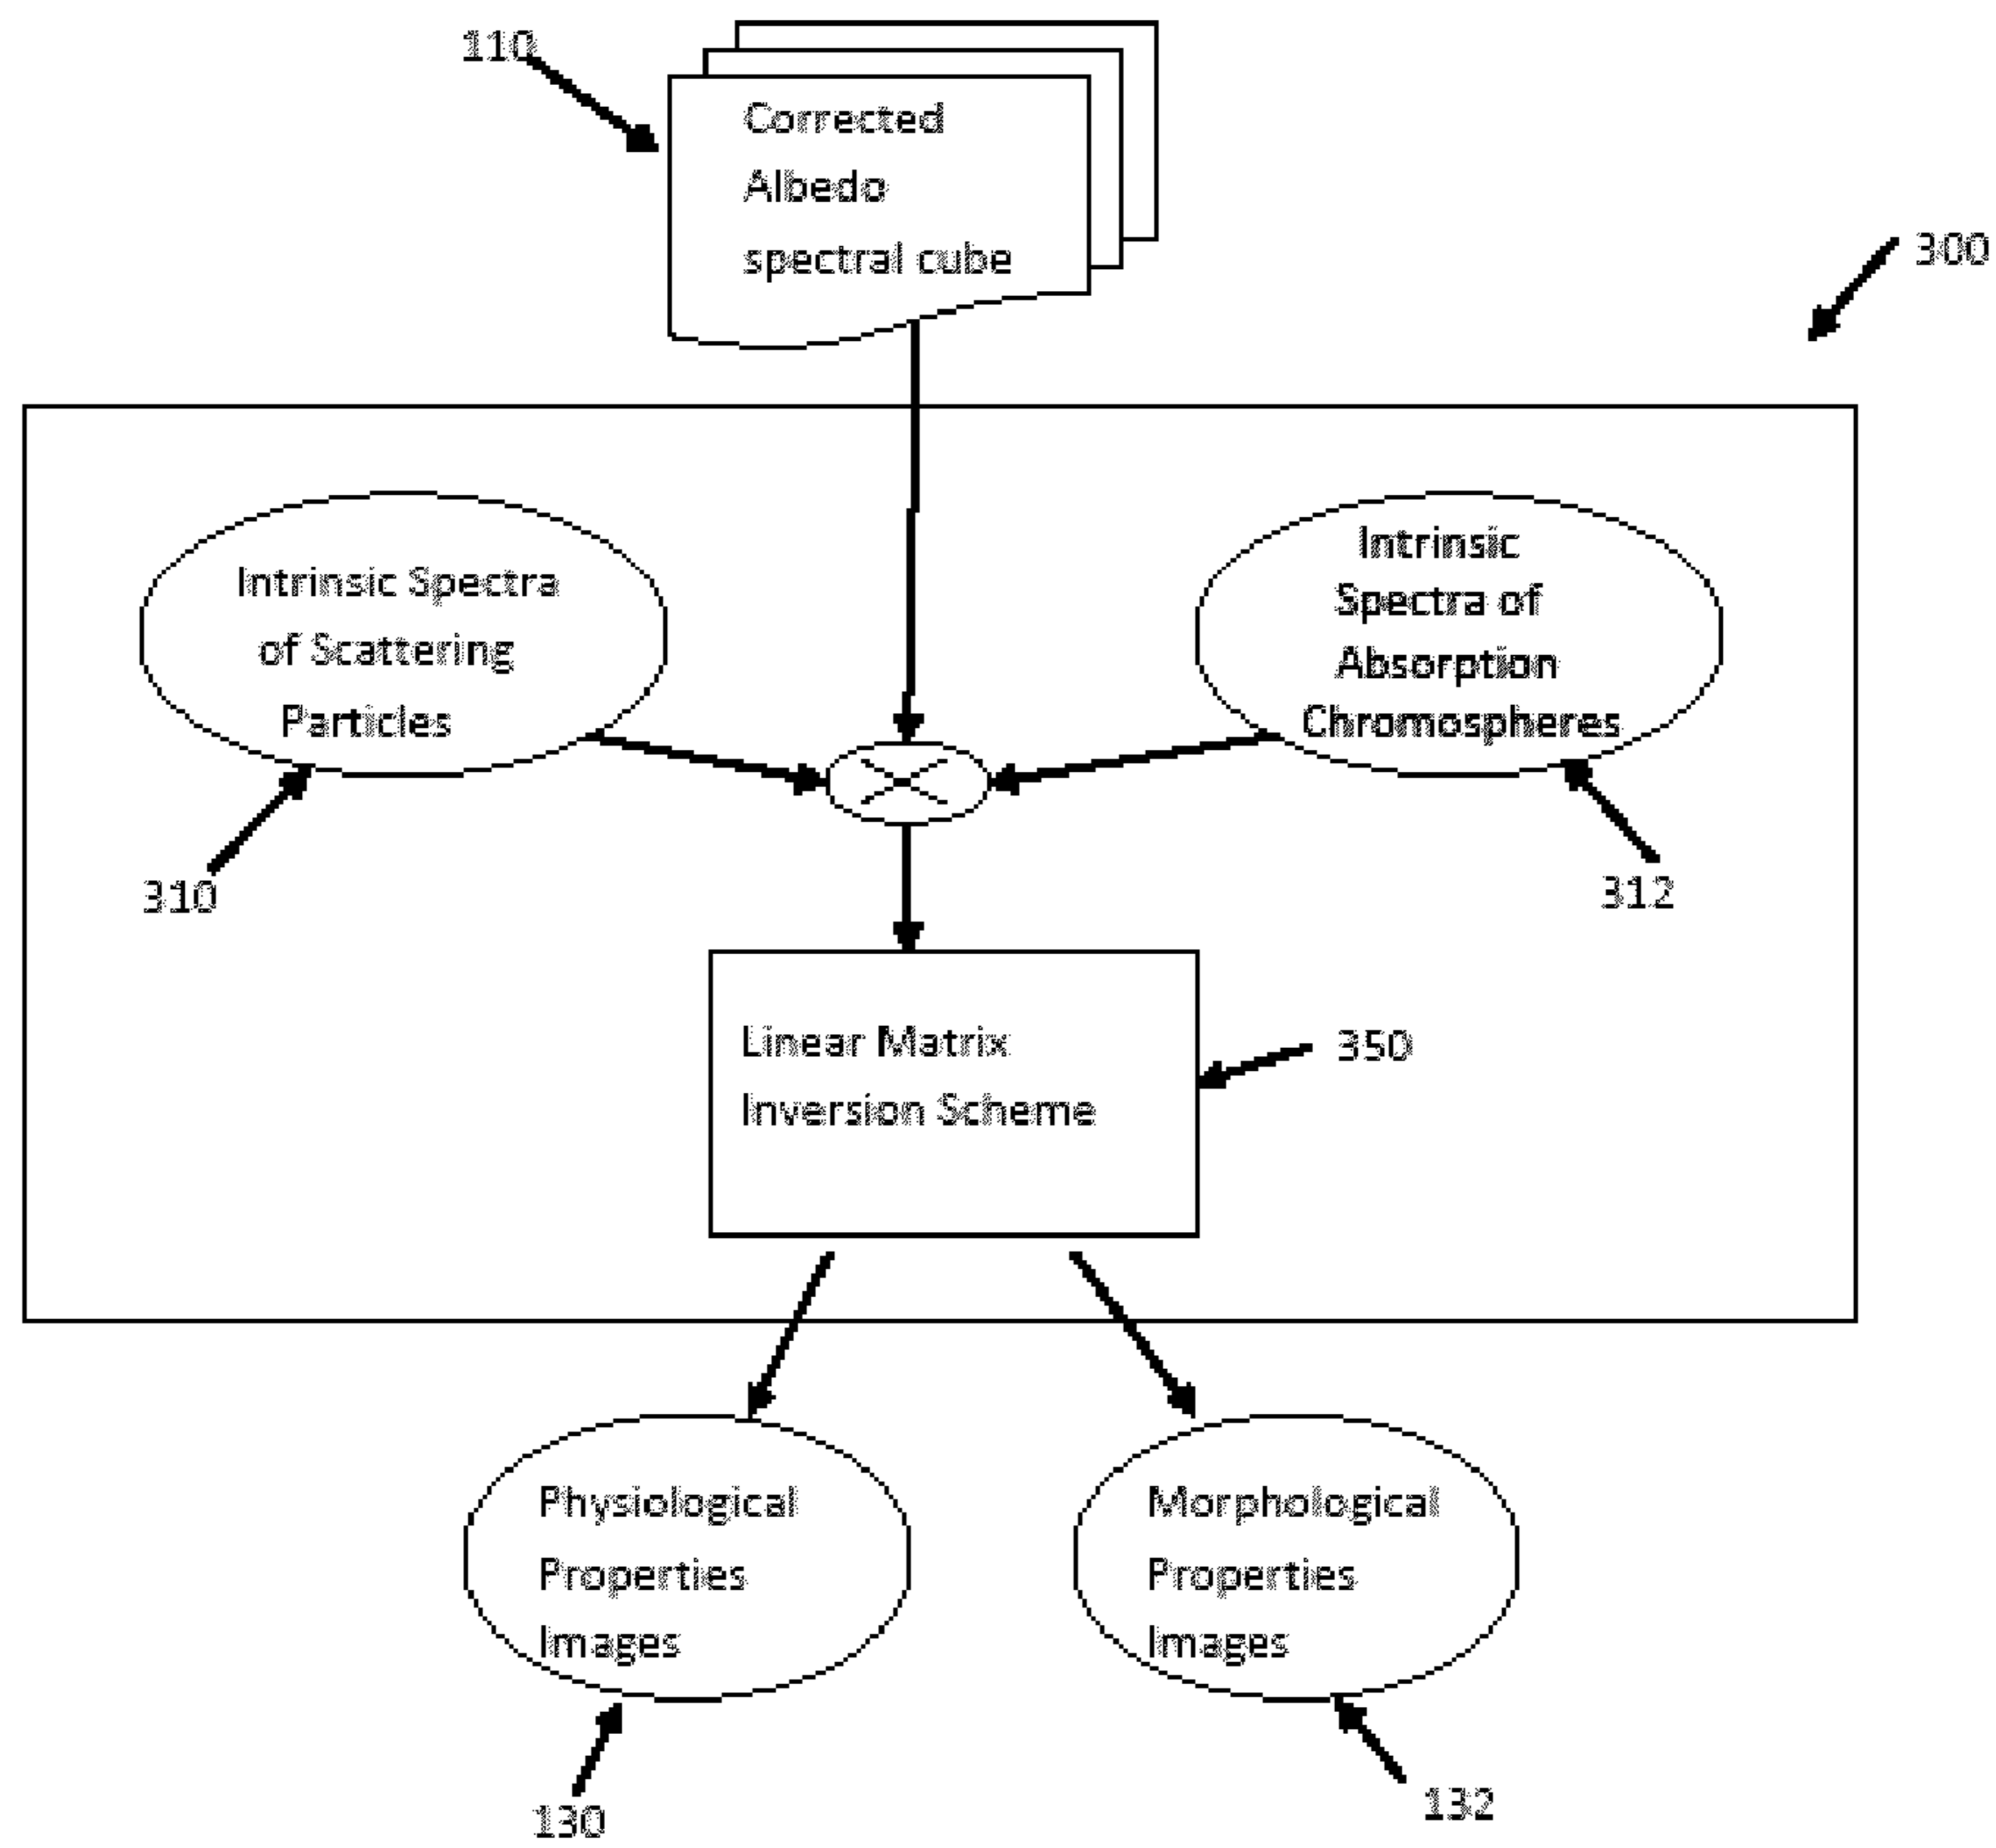 110
Corrected
Albedo
spectral cube
300
Intrinsic Spectra
of Scattering
Particles
Intrinsic
Spectra of
Absorption
Chromospheres
310
312
Linear Matrix
Inversion Scheme
350
Physiological
Properties
Images
Morphological
Properties
Images
130
132